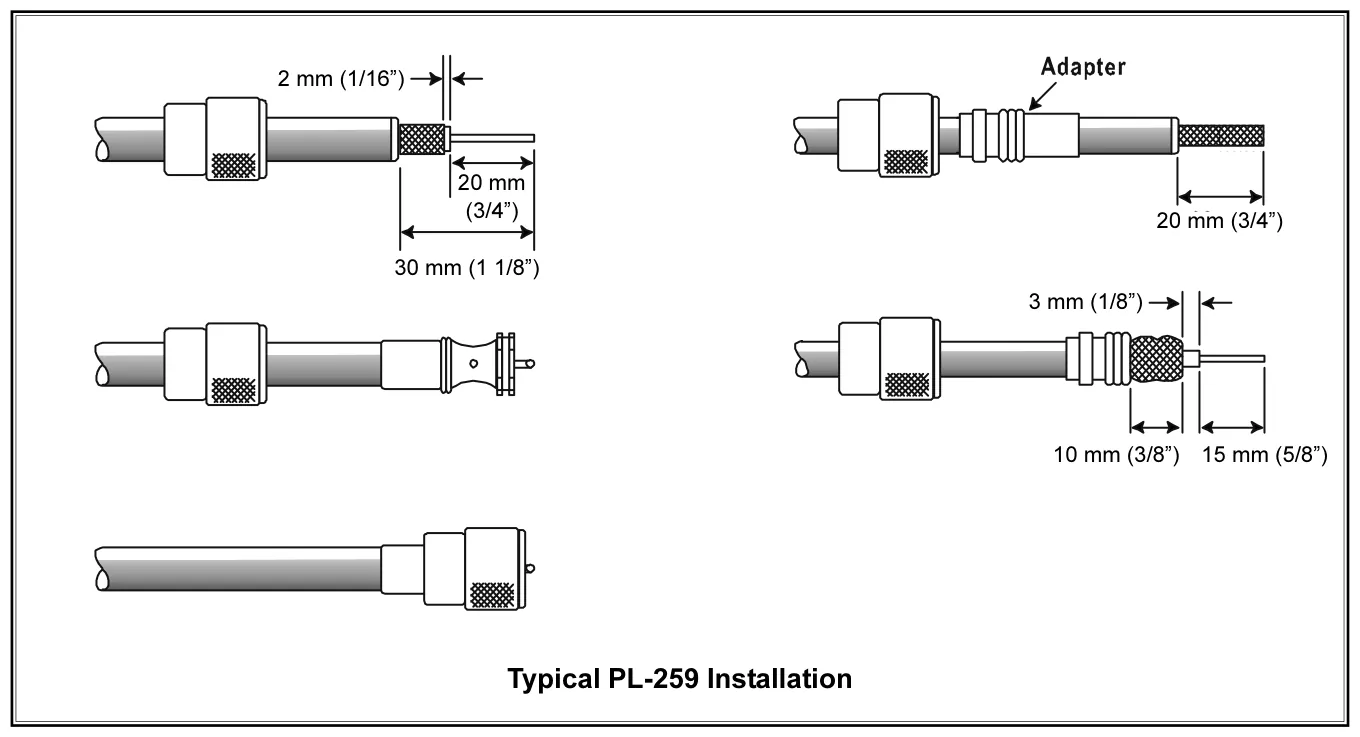 2 mm (1/16”)
20 mm
(3/4”)
30 mm (1 1/8”)
Adapter
20 mm (3/4”)
3 mm (1/8”)
10 mm (3/8”)
15 mm (5/8”)
Typical PL-259 Installation